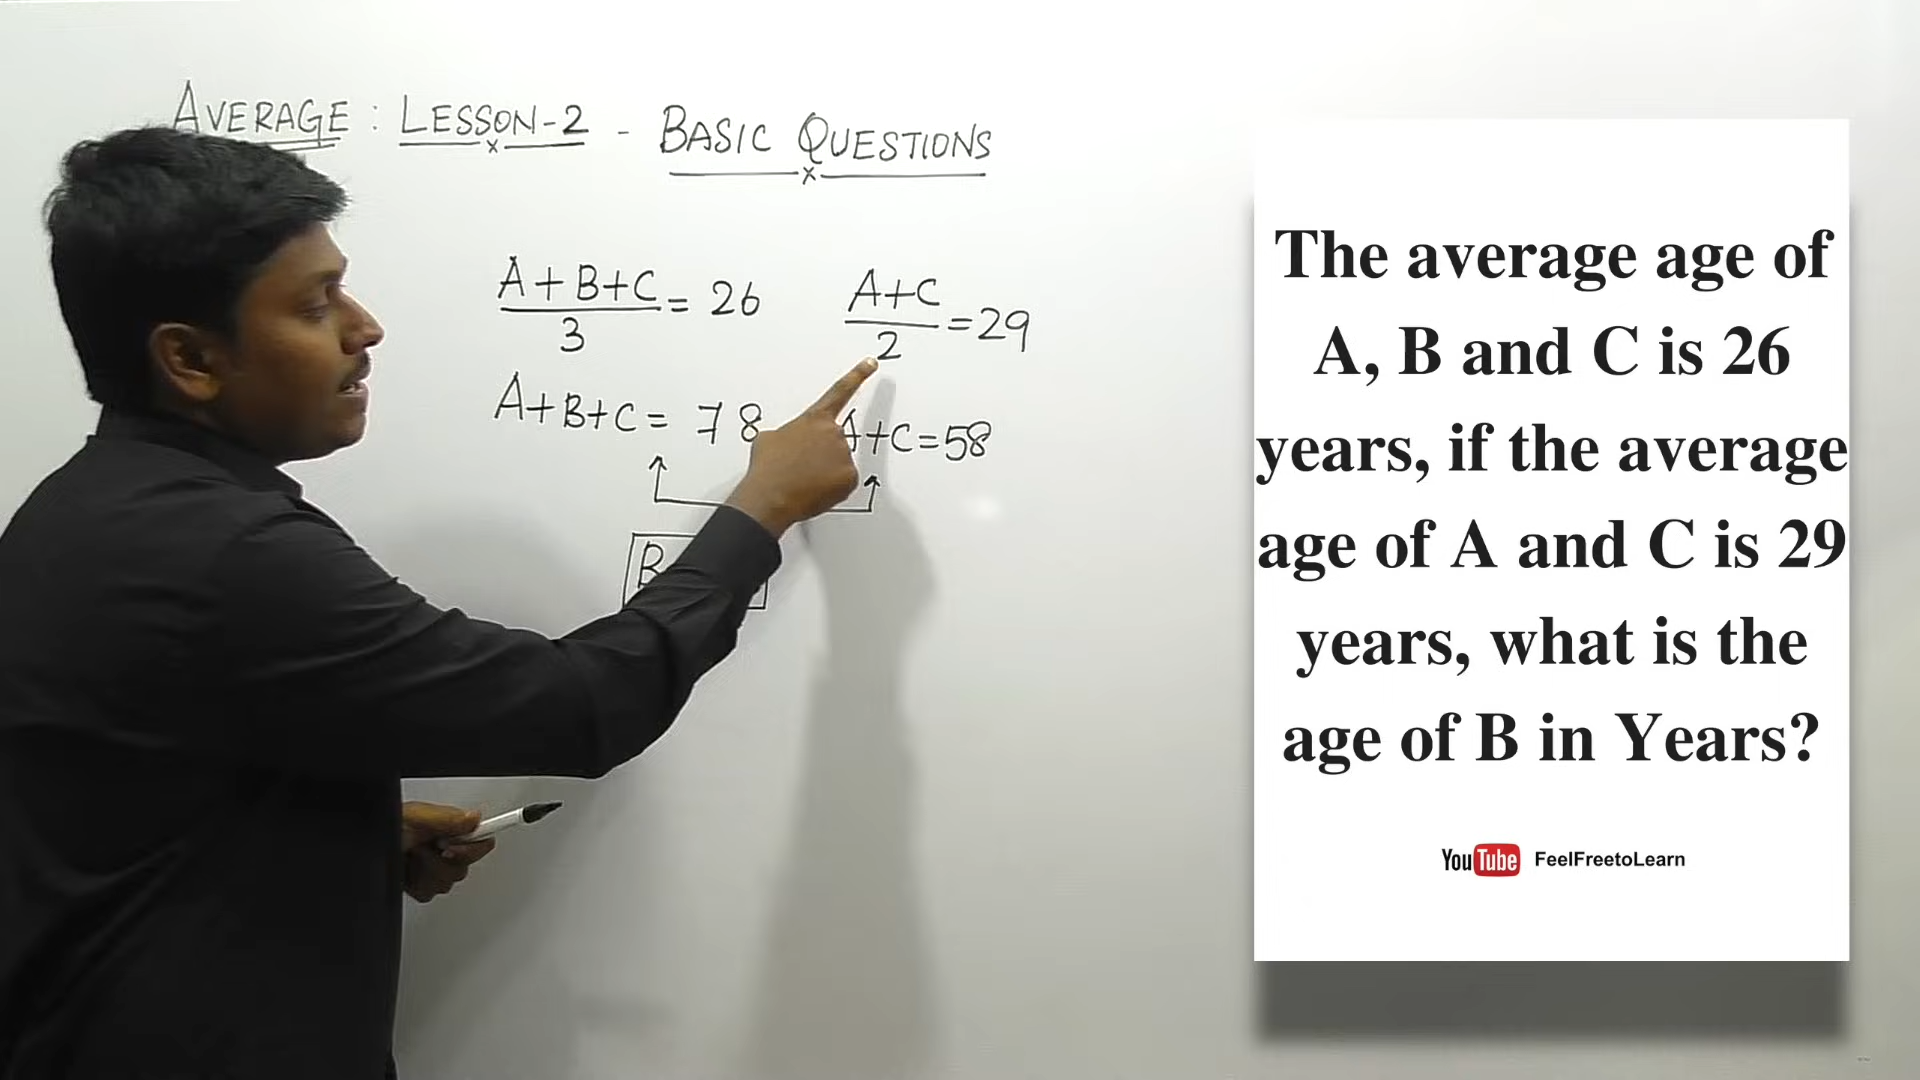 AVERAGE : LESSON-2 - BASIC QUESTIONS
A+B+C/3 = 26
A+C/2 = 29
A+B+C = 78
A+C=58
B
The average age of
A, B and C is 26
years, if the average
age of A and C is 29
years, what is the
age of B in Years?
YouTube FeelFreetoLearn